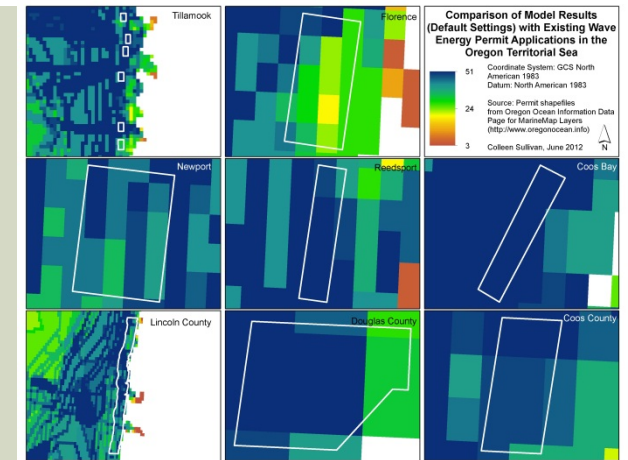 Tillamook
Florence
Comparison of Model Results
(Default Settings) with Existing Wave
Energy Permit Applications in the
Oregon Territorial Sea
51
24
3
Coordinate System: GCS North
American 1983
Datum: North American 1983
Source: Permit shapefiles
from Oregon Ocean Information Data
Page for MarineMap Layers
(http://www.oregonocean.info)
Colleen Sullivan, June 2012
N
Newport
Reedsport
Coos Bay
Lincoln County
Douglas County
Coos County